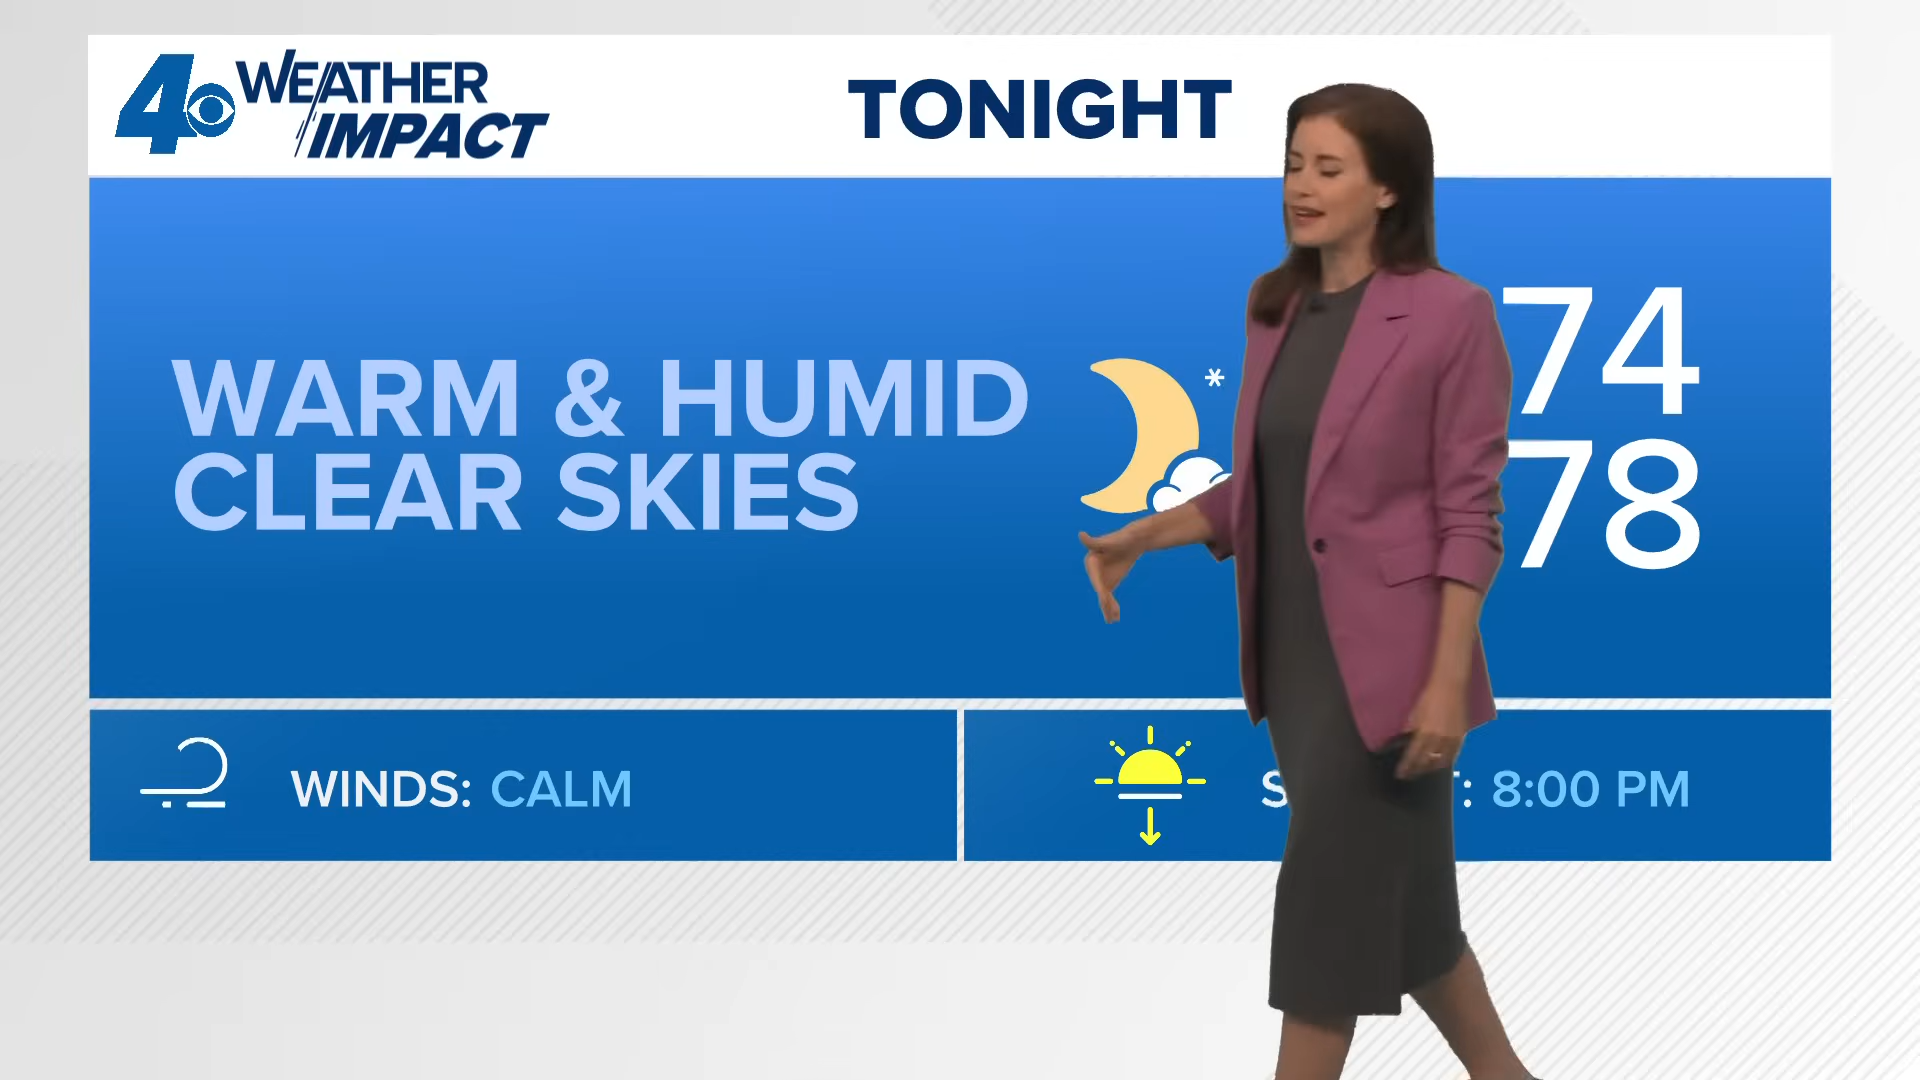 4 WEATHER
IMPACT
TONIGHT
WARM & HUMID
CLEAR SKIES
74
78
WINDS: CALM
8:00 PM